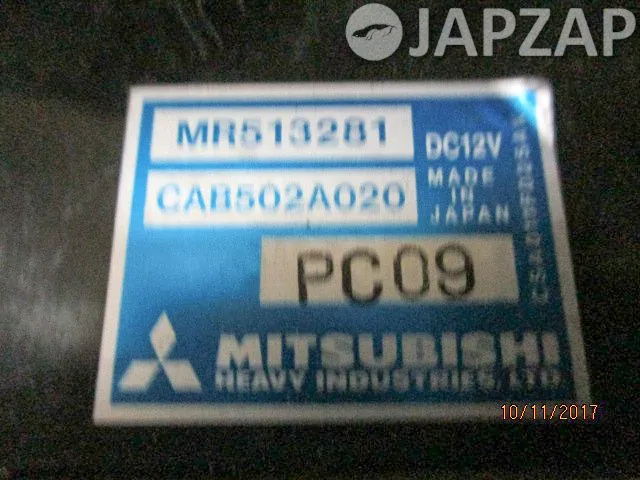 JAPZAP
MR513281
DC12V
CAB502A020
MADE
IN
JAPAN
PC09
MITSUBISHI
HEAVY INDUSTRIES, LTD.
10/11/2017